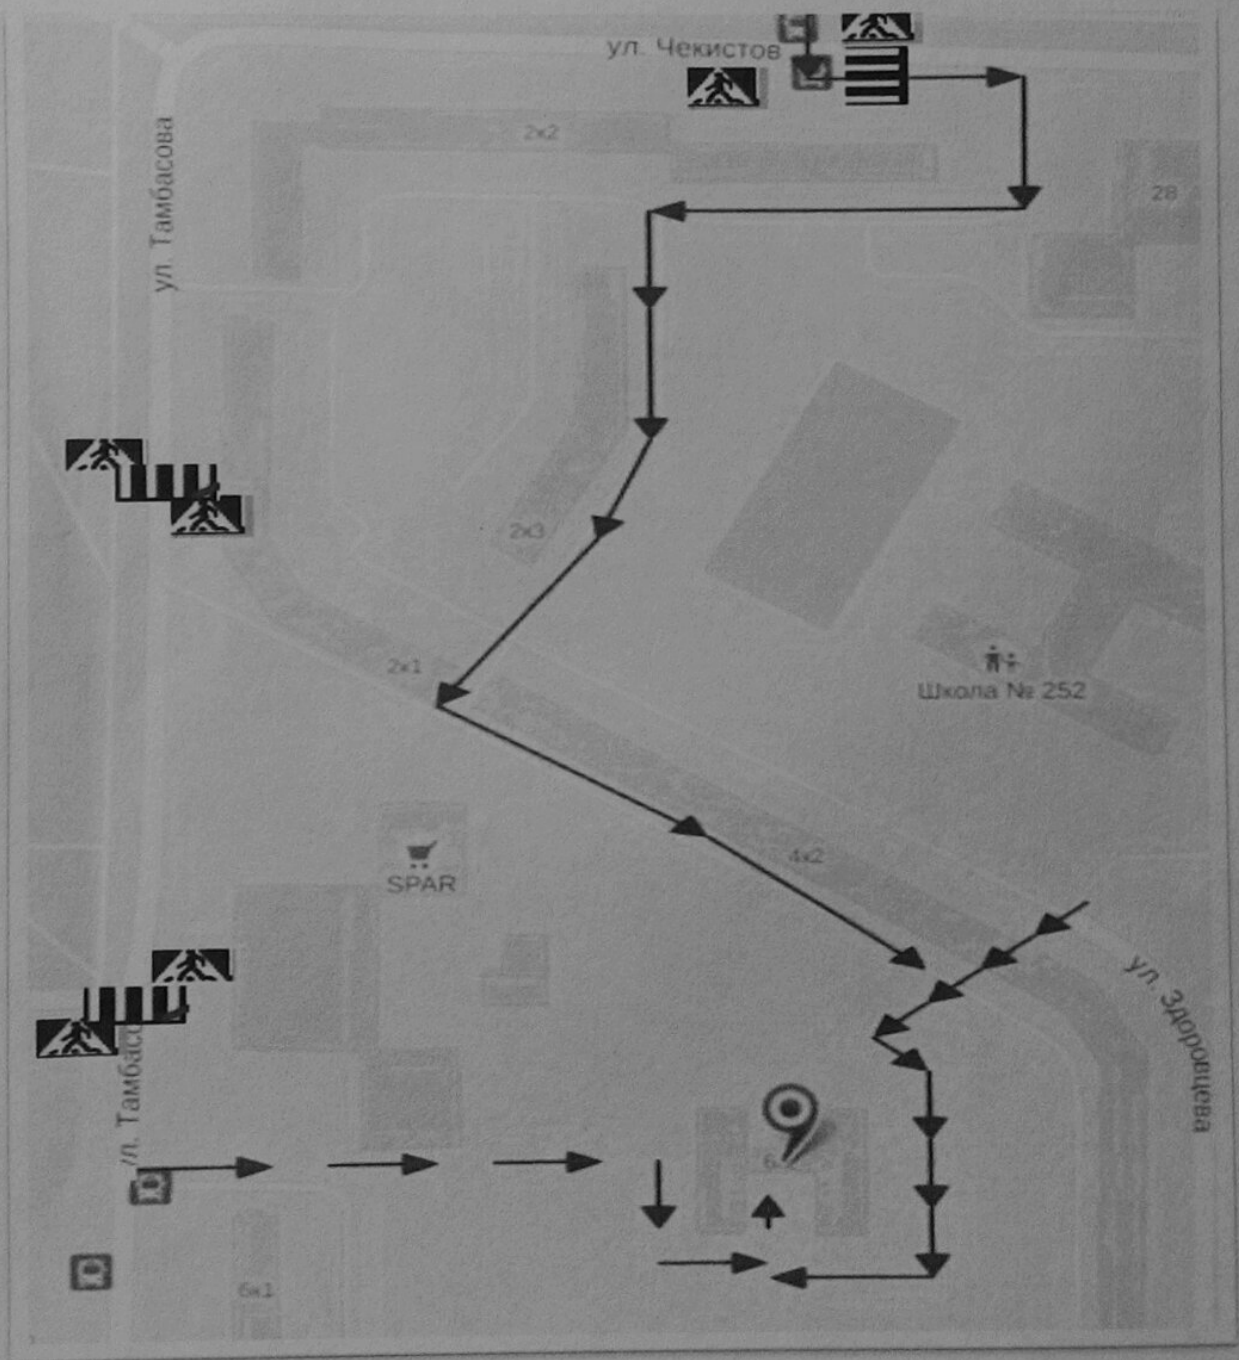 ул. Чекистов
2к2
ул. Тамбасова
28
2к3
2к1
Школа № 252
4к2
SPAR
ул. Здоровцева
ул. Тамбасо
6к1